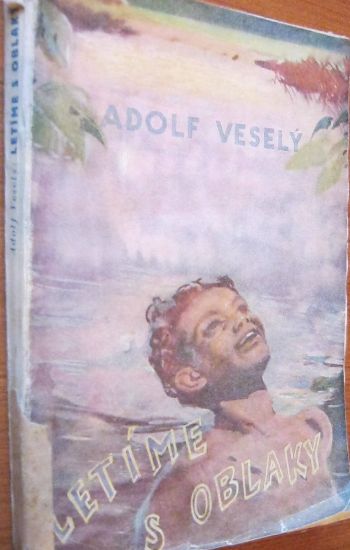 ADOLF VESELÝ
LETÍME
S OBLAKY
Adolf Veselý LETÍME S OBLAKY